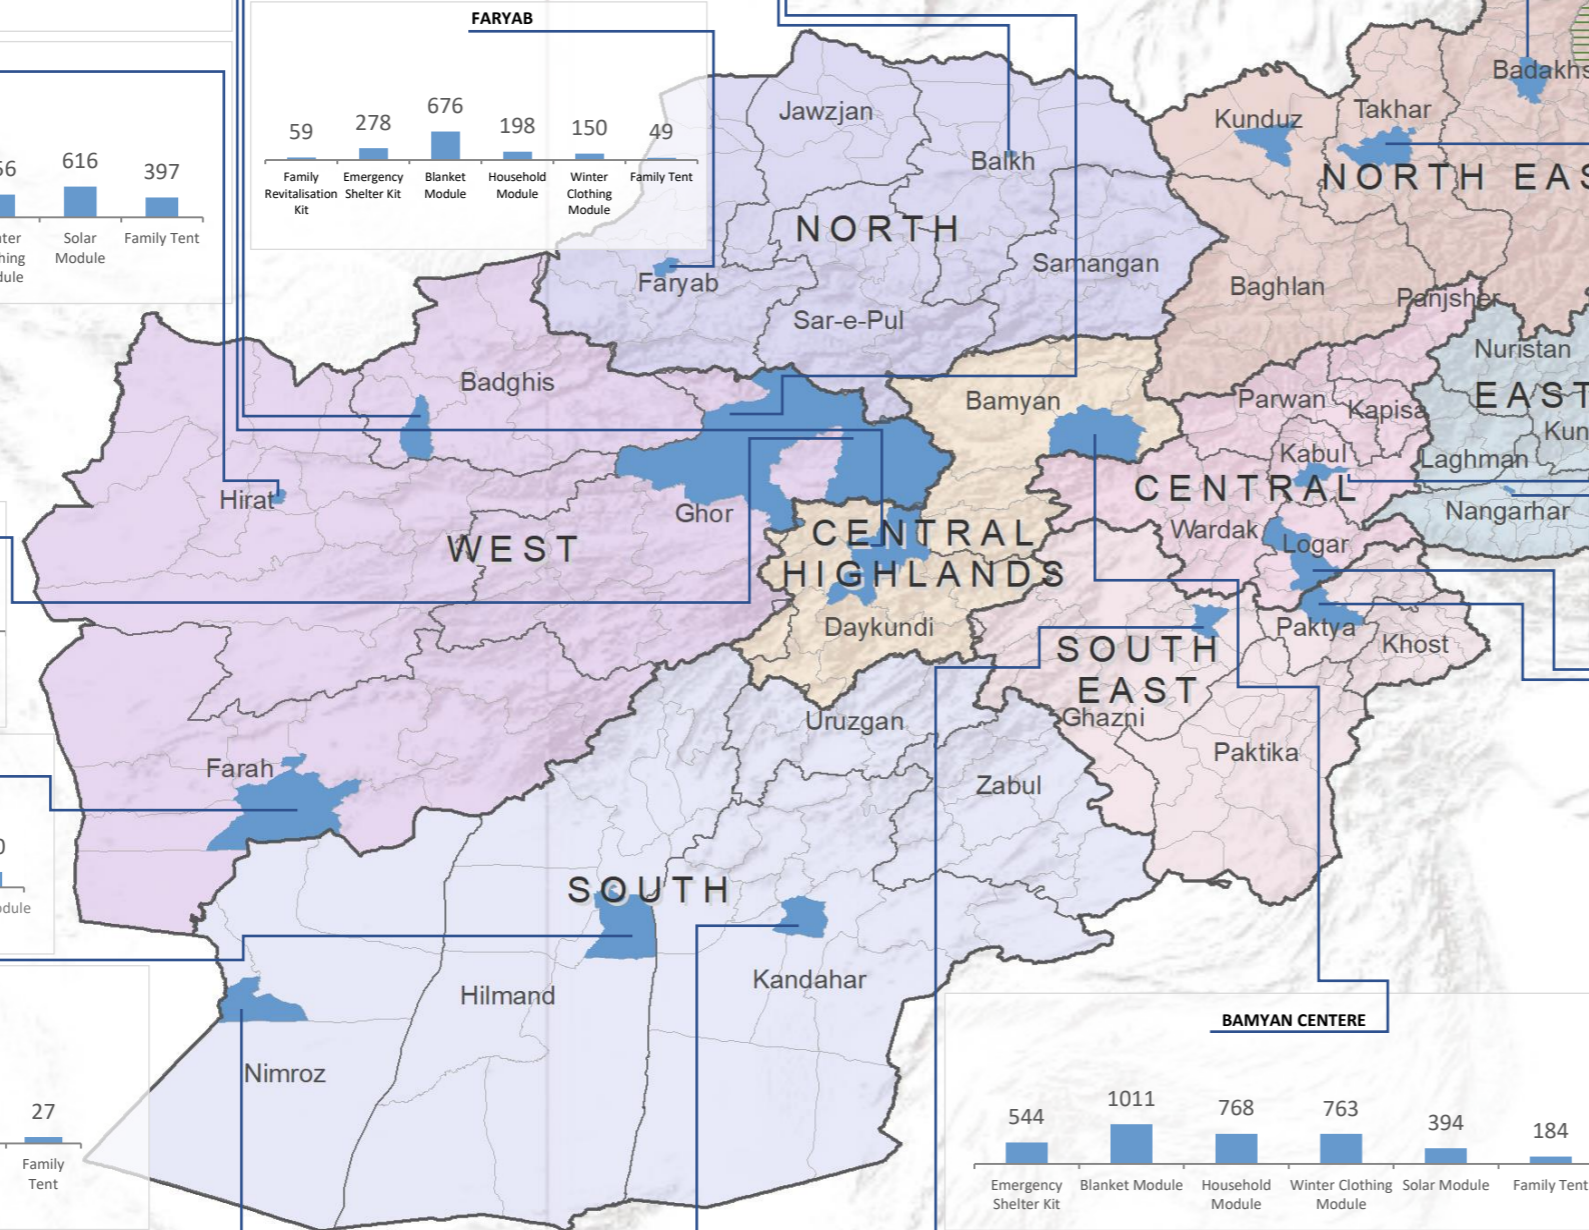 FARYAB
59
278
676
198
150
49
Family
Revitalisation
Kit
Emergency
Shelter Kit
Blanket
Module
Household
Module
Winter
Clothing
Module
Family Tent
56
616
397
Solar
Module
Family Tent
Jawzjan
Balkh
NORTH
Samangan
Faryab
Sar-e-Pul
Kunduz
Takhar
Badakhs
NORTH EAS
Baghlan
Panjsher
Nuristan
EAST
Kun
Laghman
Nangarhar
Parwan
Kapisa
Kabul
CENTRAL
Wardak
Logar
Badghis
Hirat
Ghor
WEST
Farah
Bamyan
CENTRAL
HIGHLANDS
Daykundi
SOUTH
EAST
Paktya
Khost
Ghazni
Paktika
Uruzgan
Zabul
SOUTH
Hilmand
Kandahar
Nimroz
0
dule
27
Family
Tent
BAMYAN CENTERE
544
1011
768
763
394
184
Emergency
Shelter Kit
Blanket Module
Household
Module
Winter Clothing
Module
Solar Module
Family Tent